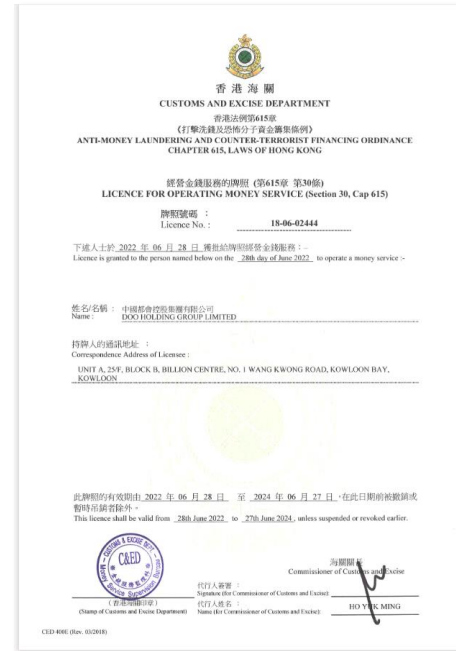 香 港 海 關
CUSTOMS AND EXCISE DEPARTMENT
香港法例第615章
《打擊洗錢及恐怖分子資金籌集條例》
ANTI-MONEY LAUNDERING AND COUNTER-TERRORIST FINANCING ORDINANCE
CHAPTER 615, LAWS OF HONG KONG
經營金錢服務的牌照 (第615章 第30條)
LICENCE FOR OPERATING MONEY SERVICE (Section 30, Cap 615)
牌照號碼 :
Licence No. : 18-06-02444
下述人士於 2022 年 06 月 28 日 獲批給牌照經營金錢服務 : -
Licence is granted to the person named below on the 28th day of June 2022 to operate a money service :-
姓名/名稱 : 中國都會控股集團有限公司
Name : DOO HOLDING GROUP LIMITED
持牌人的通訊地址 :
Correspondence Address of Licensee :
UNIT A, 25/F, BLOCK B, BILLION CENTRE, NO. 1 WANG KWONG ROAD, KOWLOON BAY,
KOWLOON
此牌照的有效期由 2022 年 06 月 28 日 至 2024 年 06 月 27 日,在此日期前被撤銷或
暫時吊銷者除外。
This licence shall be valid from 28th June 2022 to 27th June 2024, unless suspended or revoked earlier.
CUSTOMS & EXCISE DEPT
C&ED
Money Service Supervision
海關關長
Commissioner of Customs and Excise
代行人簽署 :
Signature (for Commissioner of Customs and Excise):
(香港海關印章)
(Stamp of Customs and Excise Department)
代行人姓名 :
Name (for Commissioner of Customs and Excise): HO YUK MING
CED 400E (Rev. 03/2018)